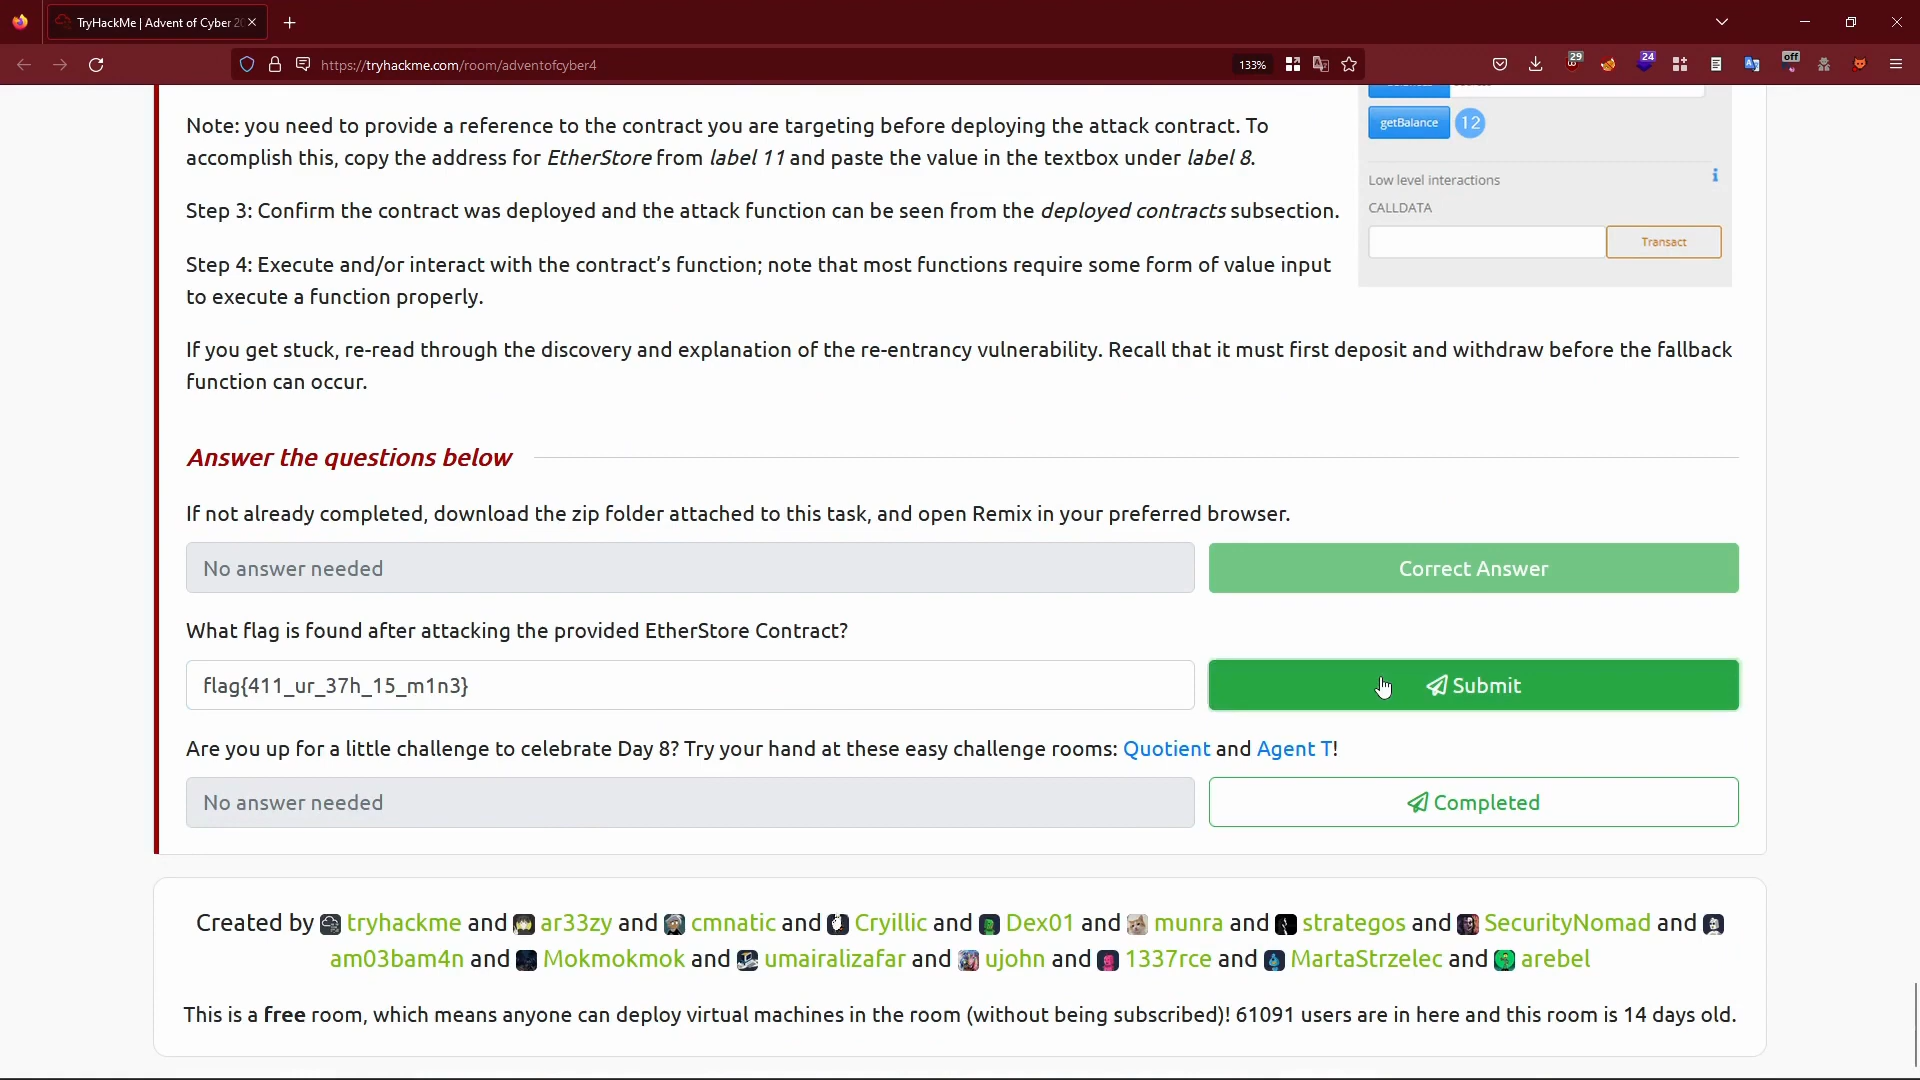 TryHackMe | Advent of Cyber 20
https://tryhackme.com/room/adventofcyber4
133%
29
24
off
Note: you need to provide a reference to the contract you are targeting before deploying the attack contract. To
accomplish this, copy the address for EtherStore from label 11 and paste the value in the textbox under label 8.
getBalance 12
Low level interactions
CALLDATA
Transact
Step 3: Confirm the contract was deployed and the attack function can be seen from the deployed contracts subsection.
Step 4: Execute and/or interact with the contract's function; note that most functions require some form of value input
to execute a function properly.
If you get stuck, re-read through the discovery and explanation of the re-entrancy vulnerability. Recall that it must first deposit and withdraw before the fallback
function can occur.
Answer the questions below
If not already completed, download the zip folder attached to this task, and open Remix in your preferred browser.
No answer needed
Correct Answer
What flag is found after attacking the provided EtherStore Contract?
flag{411_ur_37h_15_m1n3}
Submit
Are you up for a little challenge to celebrate Day 8? Try your hand at these easy challenge rooms: Quotient and Agent T!
No answer needed
Completed
Created by tryhackme and ar33zy and cmnatic and Cryillic and Dex01 and munra and strategos and SecurityNomad and
am03bam4n and Mokmokmok and umairalizafar and ujohn and 1337rce and MartaStrzelec and arebel
This is a free room, which means anyone can deploy virtual machines in the room (without being subscribed)! 61091 users are in here and this room is 14 days old.